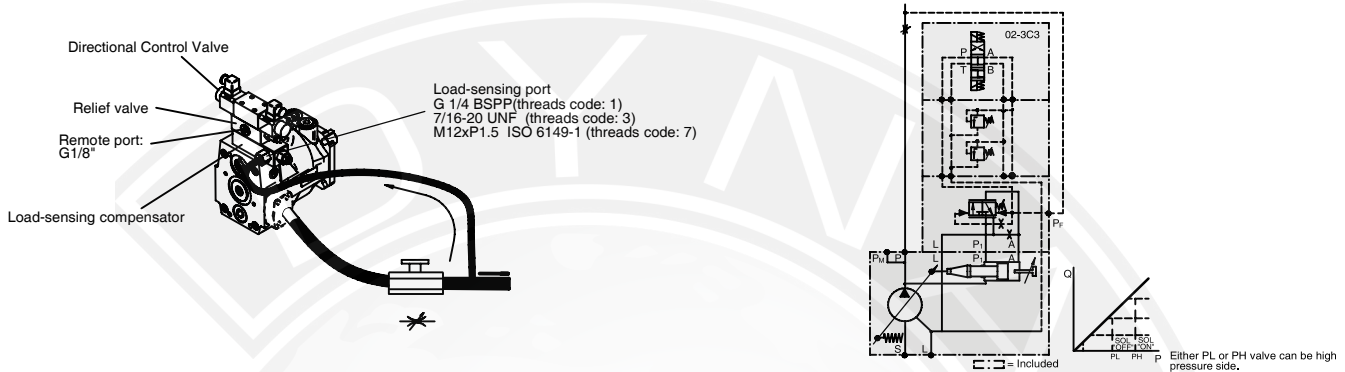 Directional Control Valve
Relief valve
Remote port:
G1/8"
Load-sensing compensator
Load-sensing port
G 1/4 BSPP(threads code: 1)
7/16-20 UNF (threads code: 3)
M12xP1.5 ISO 6149-1 (threads code: 7)
DYNA
02-3C3
P A
T B
PF
L P1 A
PM P L P1 A
S L
= Included
Q
SOL "OFF" SOL "ON"
PL PH P
Either PL or PH valve can be high
pressure side.